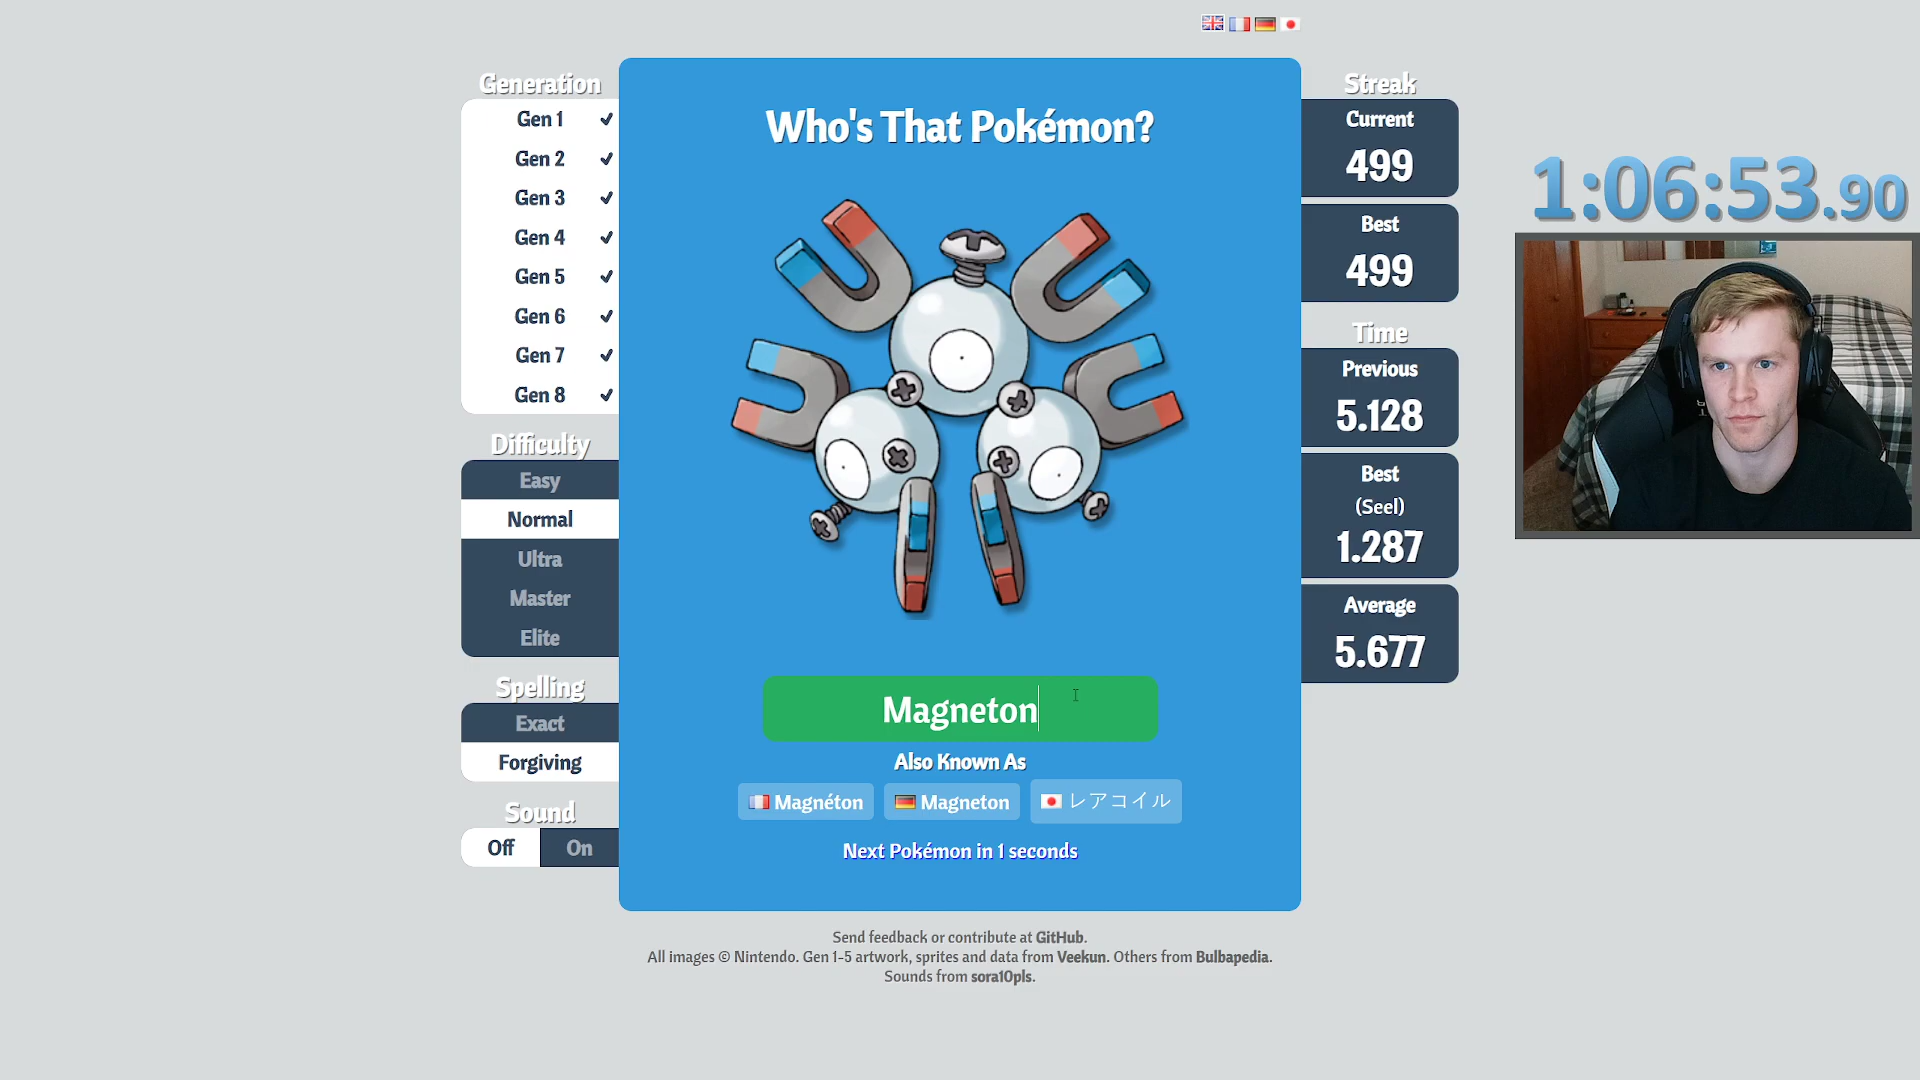 Generation
Gen 1
Gen 2
Gen 3
Gen 4
Gen 5
Gen 6
Gen 7
Gen 8
Difficulty
Easy
Normal
Ultra
Master
Elite
Spelling
Exact
Forgiving
Sound
Off On
Who's That Pokémon?
Magneton
Also Known As
Magnéton Magneton レアコイル
Next Pokémon in 1 seconds
Streak
Current
499
Best
499
Time
Previous
5.128
Best
(Seel)
1.287
Average
5.677
1:06:53.90
Send feedback or contribute at GitHub.
All images © Nintendo. Gen 1-5 artwork, sprites and data from Veekun. Others from Bulbapedia.
Sounds from sora10pls.